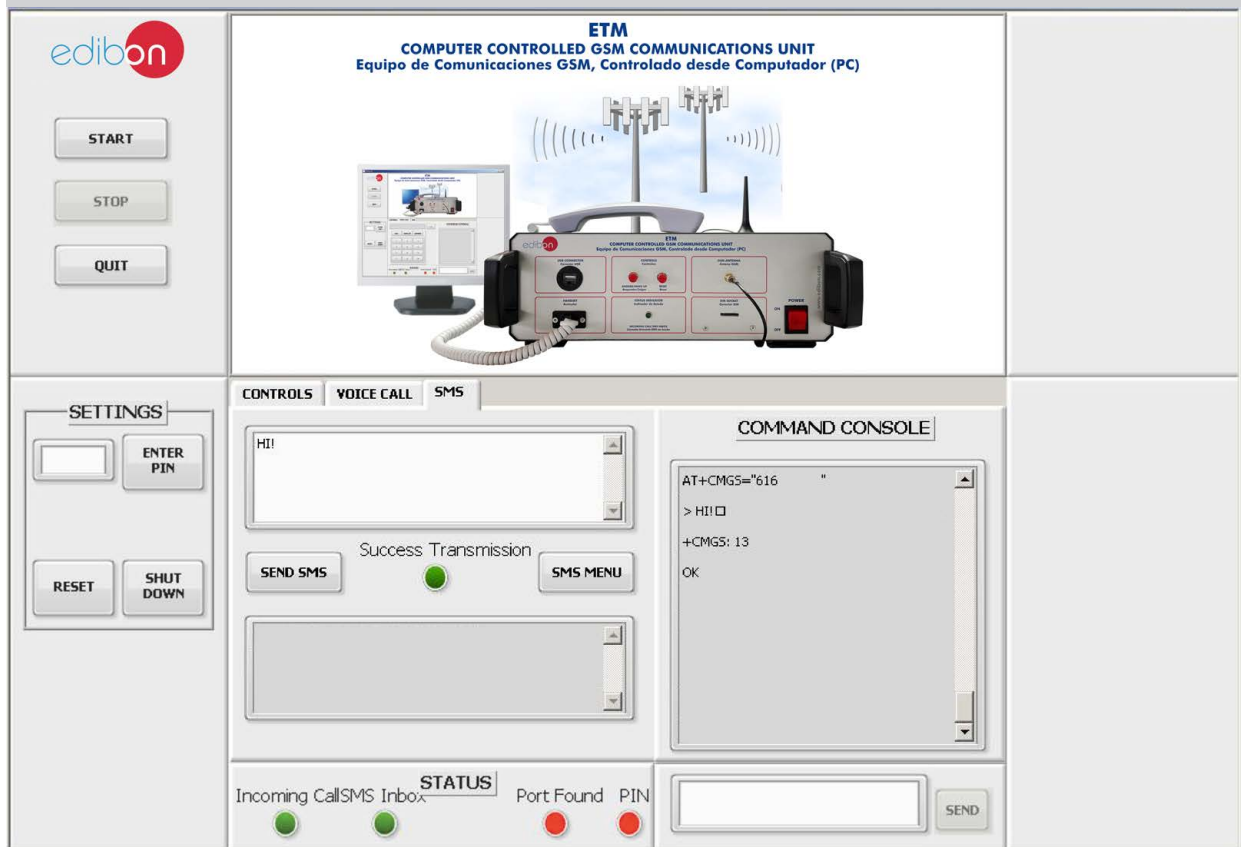 edibon
START
STOP
QUIT
ETM
COMPUTER CONTROLLED GSM COMMUNICATIONS UNIT
Equipo de Comunicaciones GSM, Controlado desde Computador (PC)
edibon
ETM
COMPUTER CONTROLLED GSM COMMUNICATIONS UNIT
Equipo de Comunicaciones GSM, Controlado desde Computador (PC)
POWER
ON
OFF
SETTINGS
ENTER
PIN
RESET
SHUT
DOWN
CONTROLS VOICE CALL SMS
HI!
Success Transmission
SEND SMS
SMS MENU
COMMAND CONSOLE
AT+CMGS="616 "
> HI!□
+CMGS: 13
OK
STATUS
Incoming Call SMS Inbox Port Found PIN
SEND